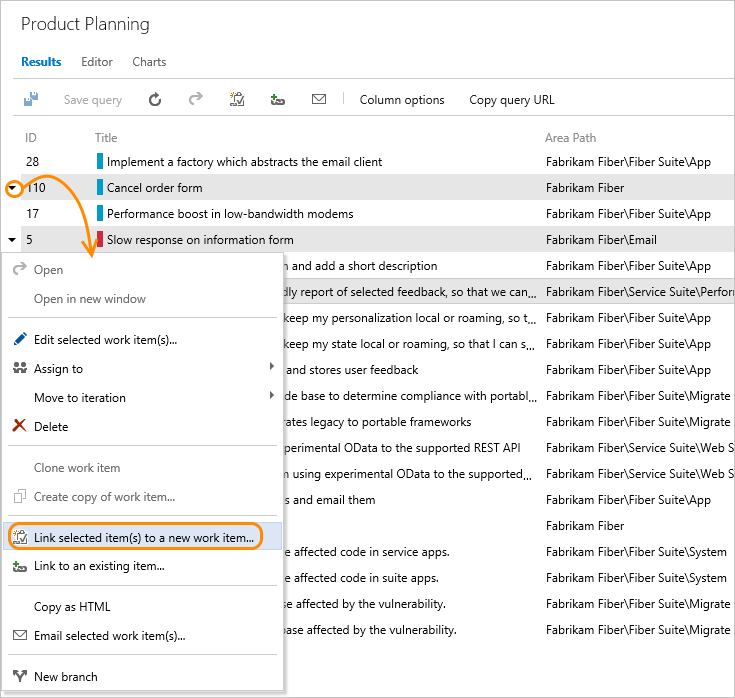 Product Planning
Results Editor Charts
Save query Column options Copy query URL
ID Title Area Path
28 Implement a factory which abstracts the email client Fabrikam Fiber\Fiber Suite\App
110 Cancel order form Fabrikam Fiber
17 Performance boost in low-bandwidth modems Fabrikam Fiber\Fiber Suite\App
5 Slow response on information form Fabrikam Fiber\Email
Open and add a short description Fabrikam Fiber\Fiber Suite\App
Open in new window report of selected feedback, so that we can,... Fabrikam Fiber\Service Suite\Perfor
keep my personalization local or roaming, so t... Fabrikam Fiber\Fiber Suite\App
Edit selected work item(s)... keep my state local or roaming, so that I can s... Fabrikam Fiber\Fiber Suite\App
Assign to and stores user feedback Fabrikam Fiber\Fiber Suite\App
Move to iteration base to determine compliance with portabl... Fabrikam Fiber\Fiber Suite\Migrate
Delete rates legacy to portable frameworks Fabrikam Fiber\Fiber Suite\Migrate
perimental OData to the supported REST API Fabrikam Fiber\Service Suite\Web S
Clone work item using experimental OData to the supported... Fabrikam Fiber\Service Suite\Web S
Create copy of work item... s and email them Fabrikam Fiber\Fiber Suite\App
Fabrikam Fiber
Link selected item(s) to a new work item... e affected code in service apps. Fabrikam Fiber\Fiber Suite\System
Link to an existing item... e affected code in suite apps. Fabrikam Fiber\Fiber Suite\System
Copy as HTML se affected by the vulnerability. Fabrikam Fiber\Fiber Suite\Migrate
Email selected work item(s)... base affected by the vulnerability. Fabrikam Fiber\Fiber Suite\Migrate
New branch